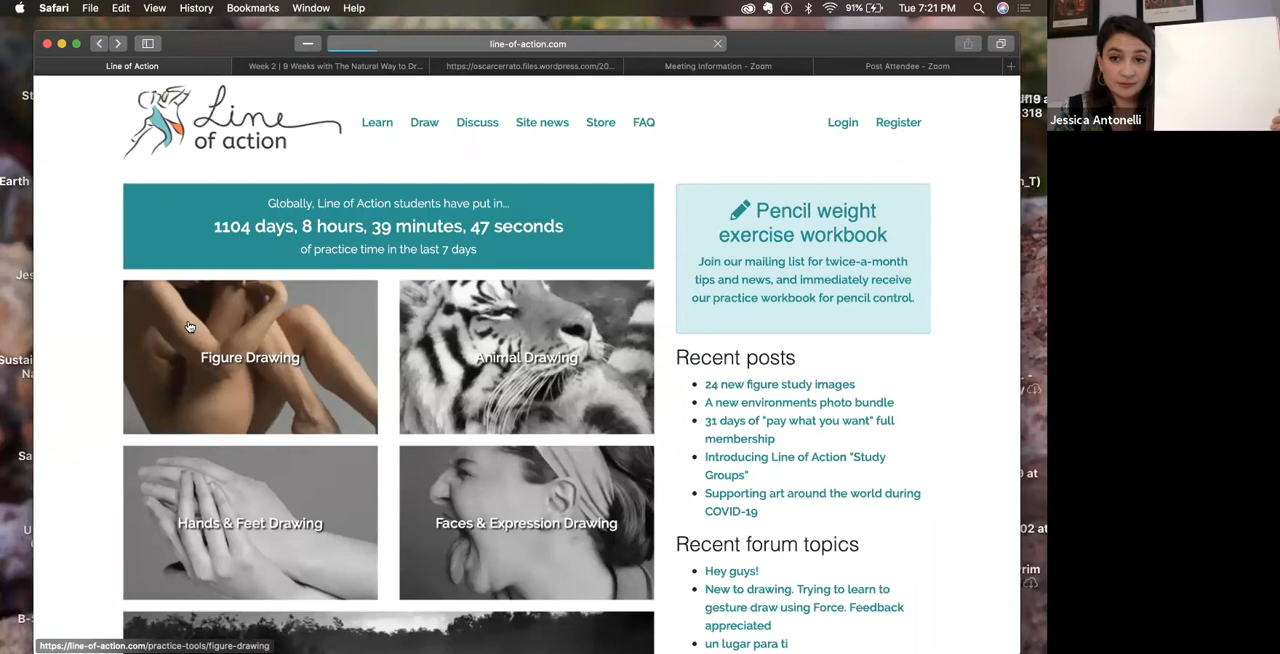 Safari File Edit View History Bookmarks Window Help
91% Tue 7:21 PM
line-of-action.com
Line of Action
Week 2 | 9 Weeks with The Natural Way to Dr...
https://oscarcerrato.files.wordpress.com/20...
Meeting Information - Zoom
Post Attendee - Zoom
Line
of action
Learn Draw Discuss Site news Store FAQ
Login Register
Globally, Line of Action students have put in...
1104 days, 8 hours, 39 minutes, 47 seconds
of practice time in the last 7 days
Figure Drawing
Animal Drawing
Hands & Feet Drawing
Faces & Expression Drawing
Pencil weight
exercise workbook
Join our mailing list for twice-a-month
tips and news, and immediately receive
our practice workbook for pencil control.
Recent posts
24 new figure study images
A new environments photo bundle
31 days of "pay what you want" full
membership
Introducing Line of Action "Study
Groups"
Supporting art around the world during
COVID-19
Recent forum topics
Hey guys!
New to drawing. Trying to learn to
gesture draw using Force. Feedback
appreciated
un lugar para ti
https://line-of-action.com/practice-tools/figure-drawing
Jessica Antonelli
Earth
318